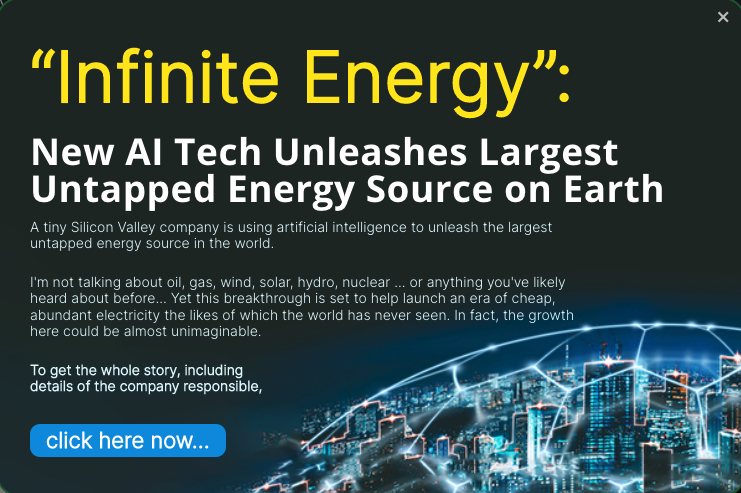 “Infinite Energy”:
New AI Tech Unleashes Largest
Untapped Energy Source on Earth
A tiny Silicon Valley company is using artificial intelligence to unleash the largest
untapped energy source in the world.
I'm not talking about oil, gas, wind, solar, hydro, nuclear ... or anything you've likely
heard about before... Yet this breakthrough is set to help launch an era of cheap,
abundant electricity the likes of which the world has never seen. In fact, the growth
here could be almost unimaginable.
To get the whole story, including
details of the company responsible,
click here now...